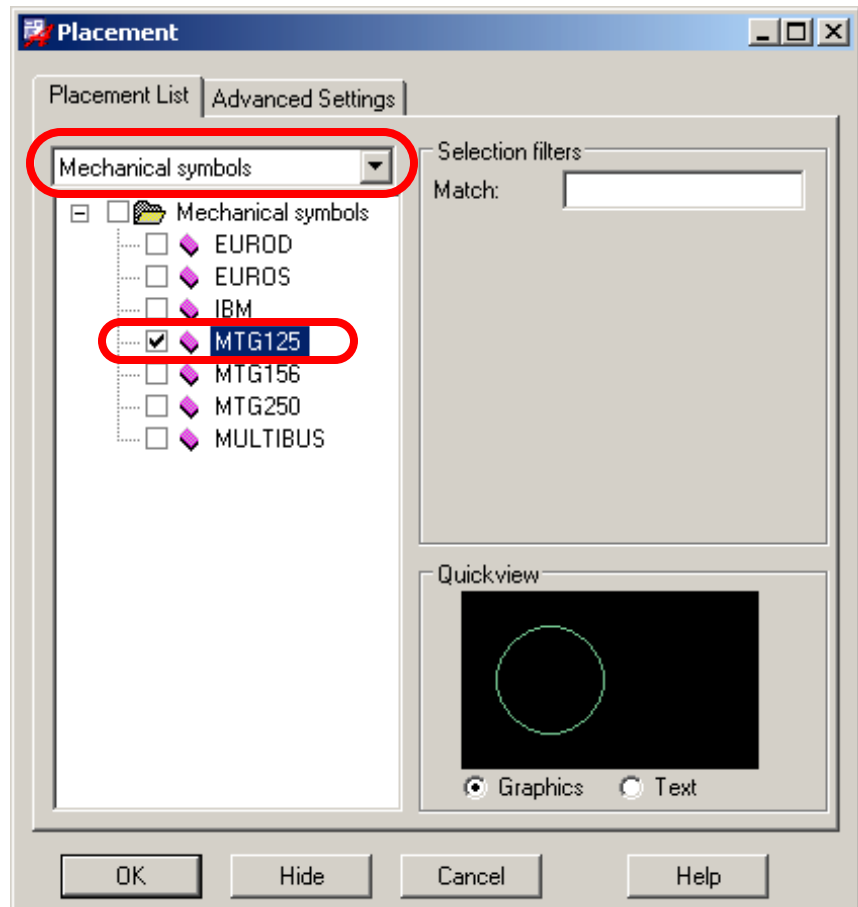 Placement
Placement List
Advanced Settings
Mechanical symbols
Mechanical symbols
EUROD
EUROS
IBM
MTG125
MTG156
MTG250
MULTIBUS
Selection filters
Match:
Quickview
Graphics
Text
OK
Hide
Cancel
Help